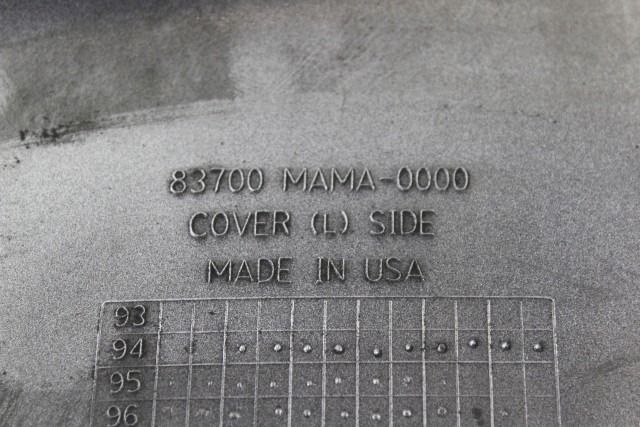 83700 MAMA-0000
COVER (L) SIDE
MADE IN USA
93
94
95
96